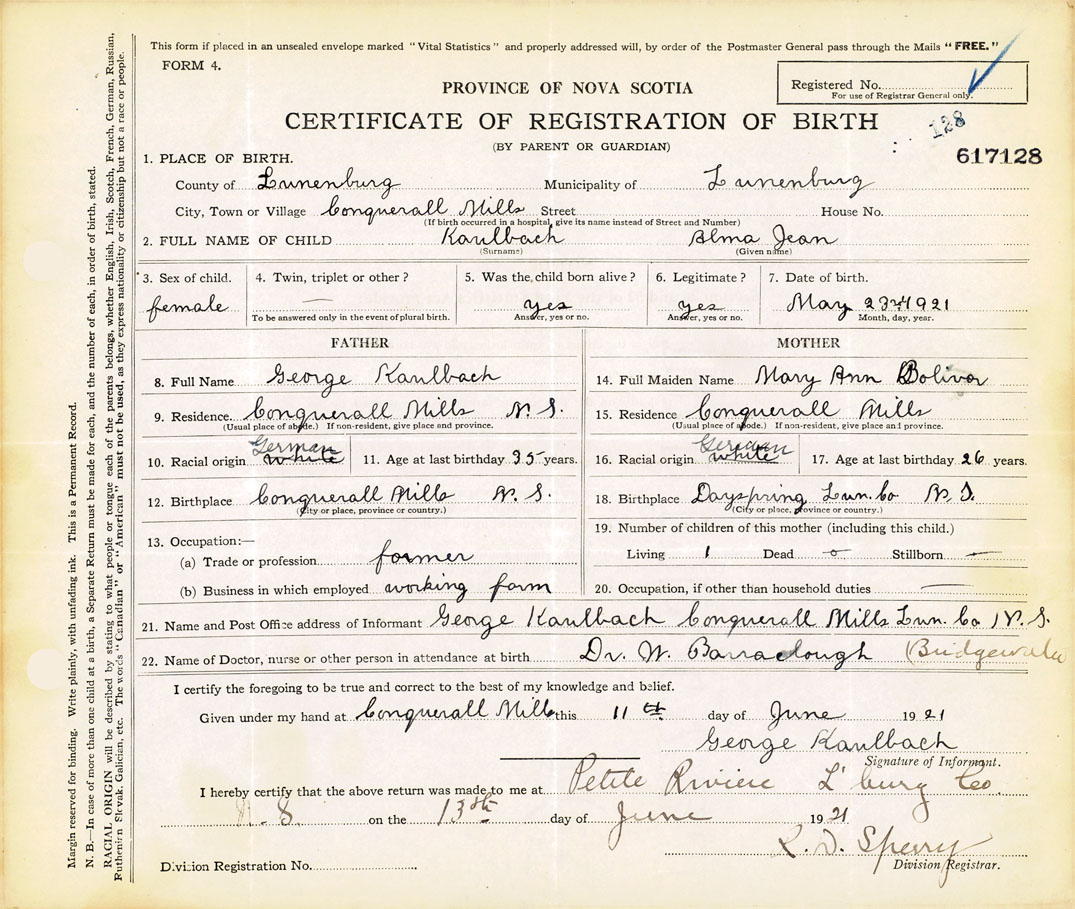 This form if placed in an unsealed envelope marked "Vital Statistics" and properly addressed will, by order of the Postmaster General pass through the Mails "FREE."
FORM 4.
PROVINCE OF NOVA SCOTIA
Registered No.
For use of Registrar General only.
CERTIFICATE OF REGISTRATION OF BIRTH
128
(BY PARENT OR GUARDIAN)
617128
1. PLACE OF BIRTH.
County of Lunenburg Municipality of Lunenburg
City, Town or Village Conquerall Mills Street House No.
(If birth occurred in a hospital, give its name instead of Street and Number)
2. FULL NAME OF CHILD Kaulbach Alma Jean
(Surname) (Given name)
3. Sex of child. 4. Twin, triplet or other? 5. Was the child born alive? 6. Legitimate? 7. Date of birth.
female — yes yes May 23rd 1921
To be answered only in the event of plural birth. Answer, yes or no. Answer, yes or no. Month, day, year.
FATHER MOTHER
8. Full Name George Kaulbach 14. Full Maiden Name Mary Ann Bolivar
9. Residence. Conquerall Mills N. S. 15. Residence Conquerall Mills
(Usual place of abode.) If non-resident, give place and province. (Usual place of abode.) If non-resident, give place and province.
German German
10. Racial origin white 11. Age at last birthday 35 years. 16. Racial origin white 17. Age at last birthday 26 years.
12. Birthplace Conquerall Mills N. S. 18. Birthplace Dayspring Lun. Co N. S.
(City or place, province or country.) (City or place, province or country.)
13. Occupation:— 19. Number of children of this mother (including this child.)
(a) Trade or profession farmer Living 1 Dead -o- Stillborn —
(b) Business in which employed working farm 20. Occupation, if other than household duties —
21. Name and Post Office address of Informant George Kaulbach Conquerall Mills Lun. Co N. S.
22. Name of Doctor, nurse or other person in attendance at birth Dr. W. Barraclough (Bridgewater
I certify the foregoing to be true and correct to the best of my knowledge and belief.
Given under my hand at Conquerall Mills this 11th day of June 1921
George Kaulbach
Signature of Informant.
I hereby certify that the above return was made to me at Petite Riviere L'burg Co.
N. S. on the 13th day of June 1921
R. D. Sperry
Division Registration No. Division Registrar.
Margin reserved for binding. Write plainly, with unfading ink. This is a Permanent Record.
N. B.—In case of more than one child at a birth, a Separate Return must be made for each, and the number of each, in order of birth, stated.
RACIAL ORIGIN will be described by stating to what people or tongue each of the parents belongs, whether English, Irish, Scotch, French, German, Russian,
Ruthenian Slovak, Galician, etc. The words "Canadian" or "American" must not be used, as they express nationality or citizenship but not a race or people.